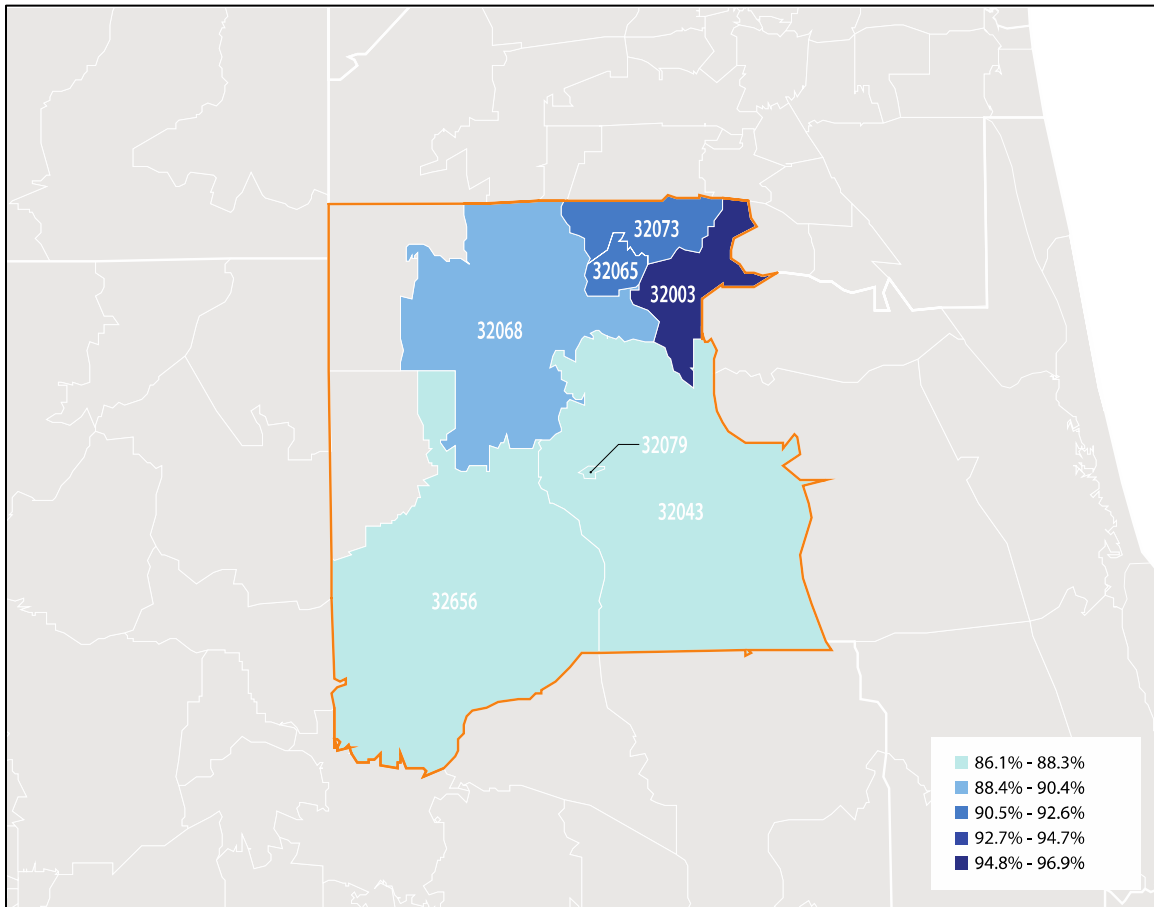 32073
32065
32003
32068
32079
32043
32656
86.1% - 88.3%
88.4% - 90.4%
90.5% - 92.6%
92.7% - 94.7%
94.8% - 96.9%